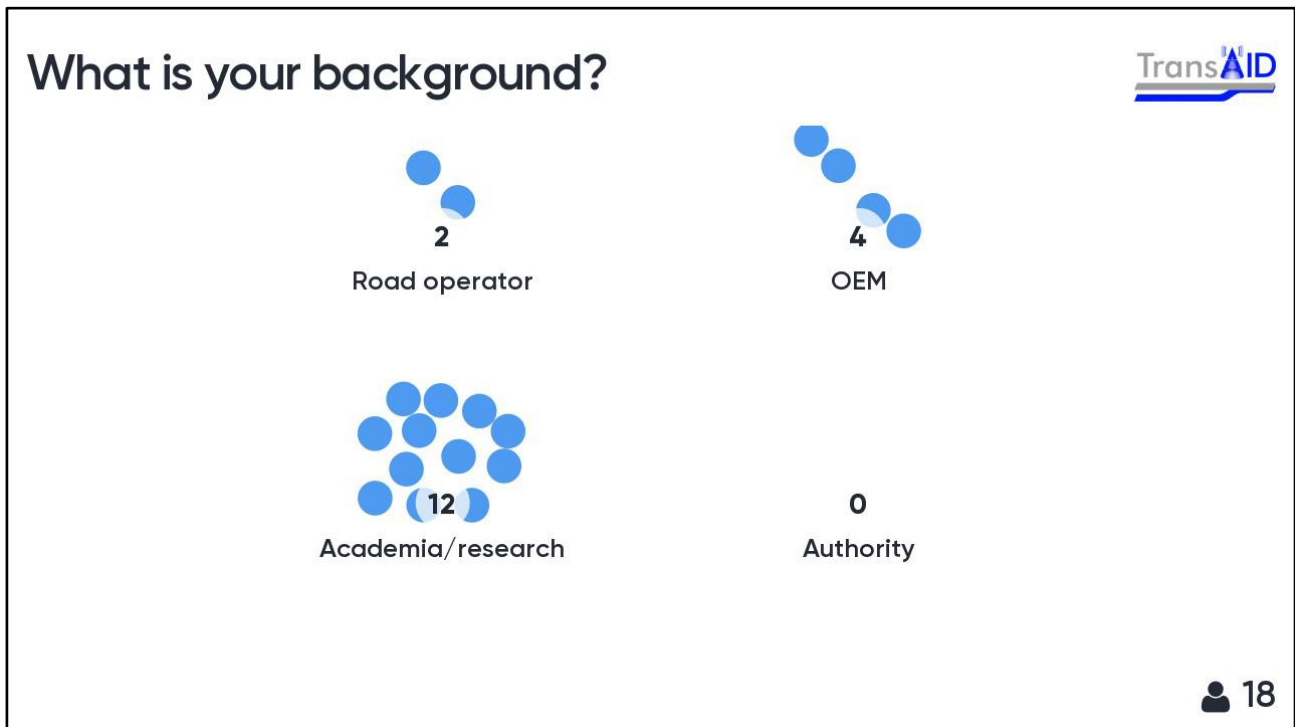 What is your background?
TransAID
2
Road operator
4
OEM
12
Academia/research
0
Authority
18